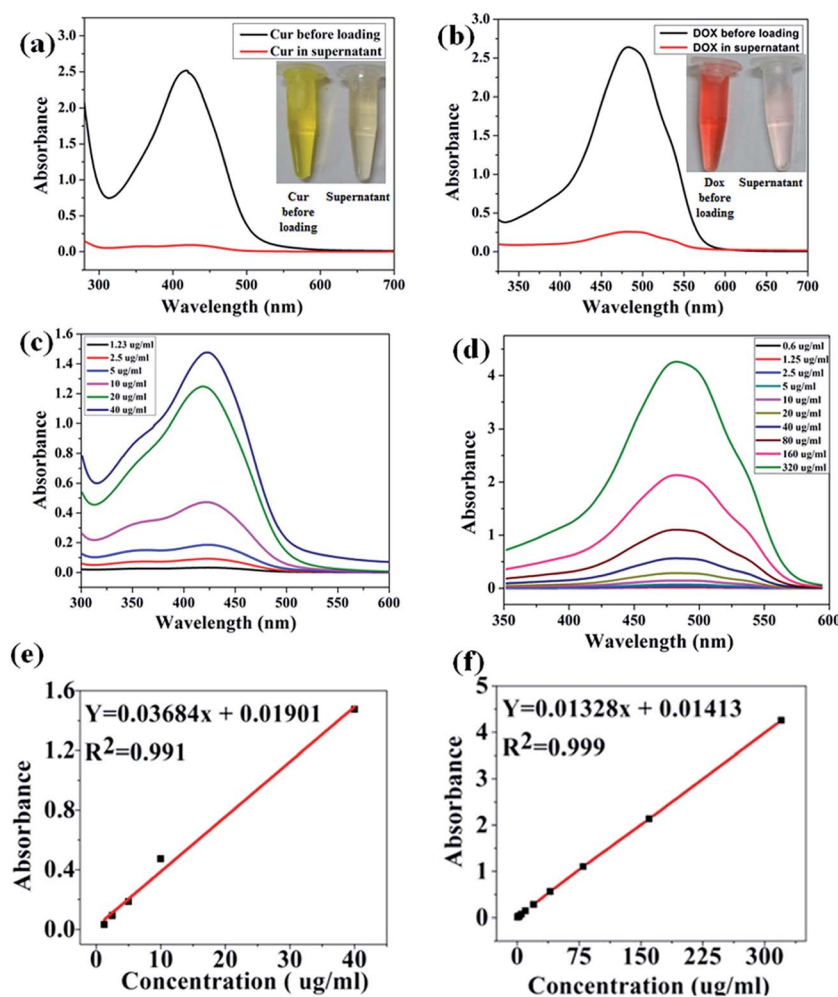 (a)
Cur before loading
Cur in supernatant
3.0
2.5
2.0
1.5
1.0
0.5
0.0
Absorbance
Cur before loading
Supernatant
300 400 500 600 700
Wavelength (nm)
(b)
DOX before loading
DOX in supernatant
3.0
2.5
2.0
1.5
1.0
0.5
0.0
Absorbance
Dox before loading
Supernatant
350 400 450 500 550 600 650 700
Wavelength (nm)
(c)
1.23 ug/ml
2.5 ug/ml
5 ug/ml
10 ug/ml
20 ug/ml
40 ug/ml
1.6
1.4
1.2
1.0
0.8
0.6
0.4
0.2
0.0
Absorbance
300 350 400 450 500 550 600
Wavelength (nm)
(d)
0.6 ug/ml
1.25 ug/ml
2.5 ug/ml
5 ug/ml
10 ug/ml
20 ug/ml
40 ug/ml
80 ug/ml
160 ug/ml
320 ug/ml
4
3
2
1
0
Absorbance
350 400 450 500 550 600
Wavelength (nm)
(e)
Y=0.03684x + 0.01901
R²=0.991
1.6
1.2
0.8
0.4
0.0
Absorbance
0 10 20 30 40
Concentration ( ug/ml)
(f)
Y=0.01328x + 0.01413
R²=0.999
5
4
3
2
1
0
Absorbance
0 75 150 225 300
Concentration (ug/ml)